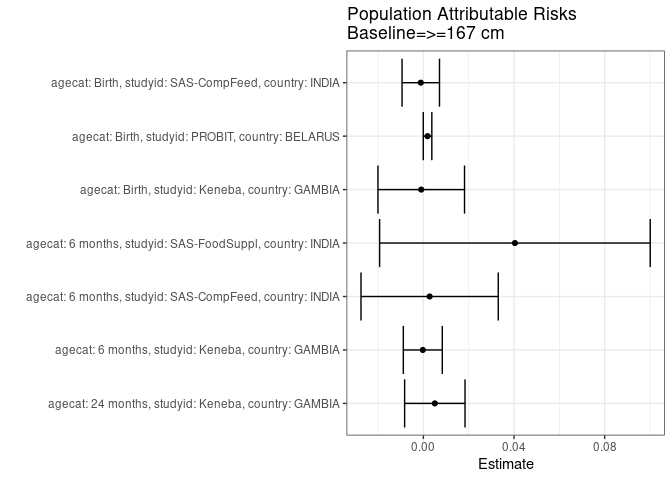 Population Attributable Risks
Baseline=>=167 cm
agecat: Birth, studyid: SAS-CompFeed, country: INDIA
agecat: Birth, studyid: PROBIT, country: BELARUS
agecat: Birth, studyid: Keneba, country: GAMBIA
agecat: 6 months, studyid: SAS-FoodSuppl, country: INDIA
agecat: 6 months, studyid: SAS-CompFeed, country: INDIA
agecat: 6 months, studyid: Keneba, country: GAMBIA
agecat: 24 months, studyid: Keneba, country: GAMBIA
0.00 0.04 0.08
Estimate